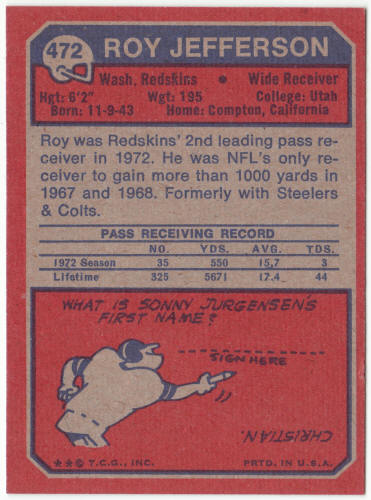 472
ROY JEFFERSON
Wash. Redskins • Wide Receiver
Hgt: 6'2" Wgt: 195 College: Utah
Born: 11-9-43 Home: Compton, California
Roy was Redskins' 2nd leading pass re-
ceiver in 1972. He was NFL's only re-
ceiver to gain more than 1000 yards in
1967 and 1968. Formerly with Steelers
& Colts.
PASS RECEIVING RECORD
NO. YDS. AVG. TDS.
1972 Season 35 550 15.7 3
Lifetime 325 5671 17.4 44
WHAT IS SONNY JURGENSEN'S
FIRST NAME?
SIGN HERE
CHRISTIAN.
** © T.C.G., INC. PRTD. IN U.S.A.